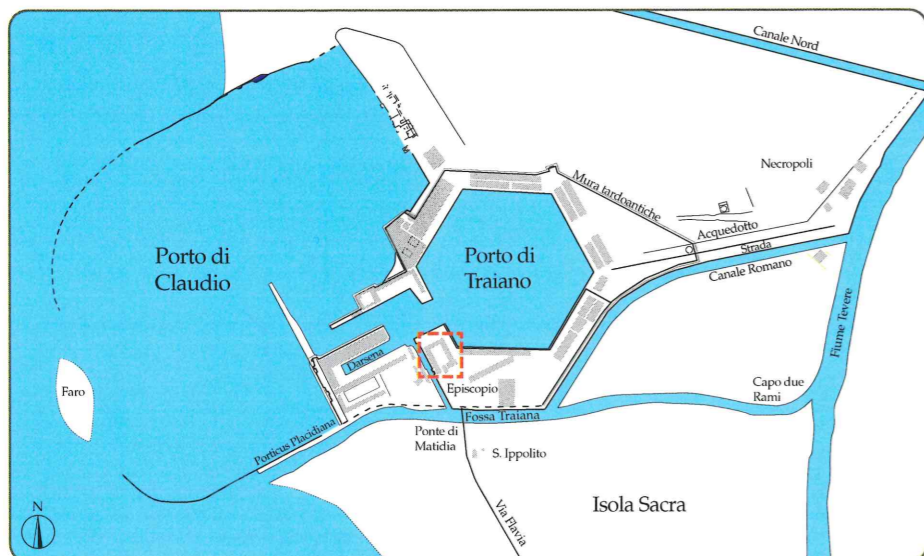 Canale Nord
Necropoli
Mura tardoantiche
Acquedotto
Strada
Canale Romano
Porto di
Claudio
Porto di
Traiano
Fiume Tevere
Darsena
Faro
Episcopio
Capo due
Rami
Fossa Traiana
Porticus Placidiana
Ponte di
Matidia
S. Ippolito
Via Flavia
Isola Sacra
N